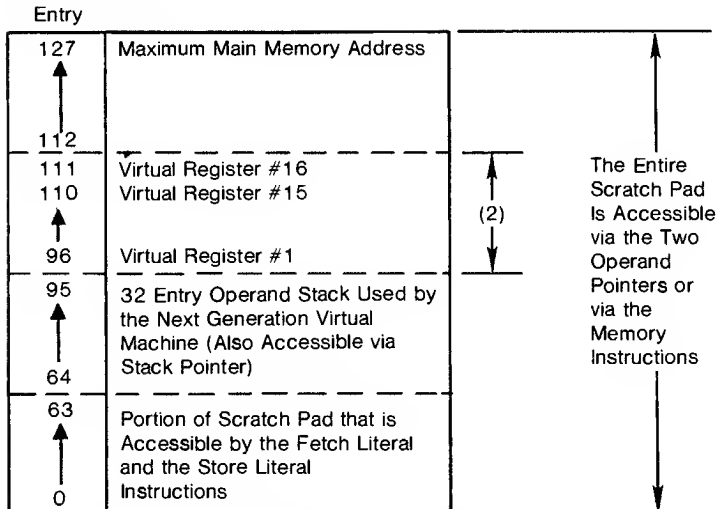 Entry
127 Maximum Main Memory Address
112
111 Virtual Register #16
110 Virtual Register #15
96 Virtual Register #1
(2)
95 32 Entry Operand Stack Used by
the Next Generation Virtual
Machine (Also Accessible via
Stack Pointer)
64
63 Portion of Scratch Pad that is
Accessible by the Fetch Literal
and the Store Literal
Instructions
0
The Entire
Scratch Pad
Is Accessible
via the Two
Operand
Pointers or
via the
Memory
Instructions